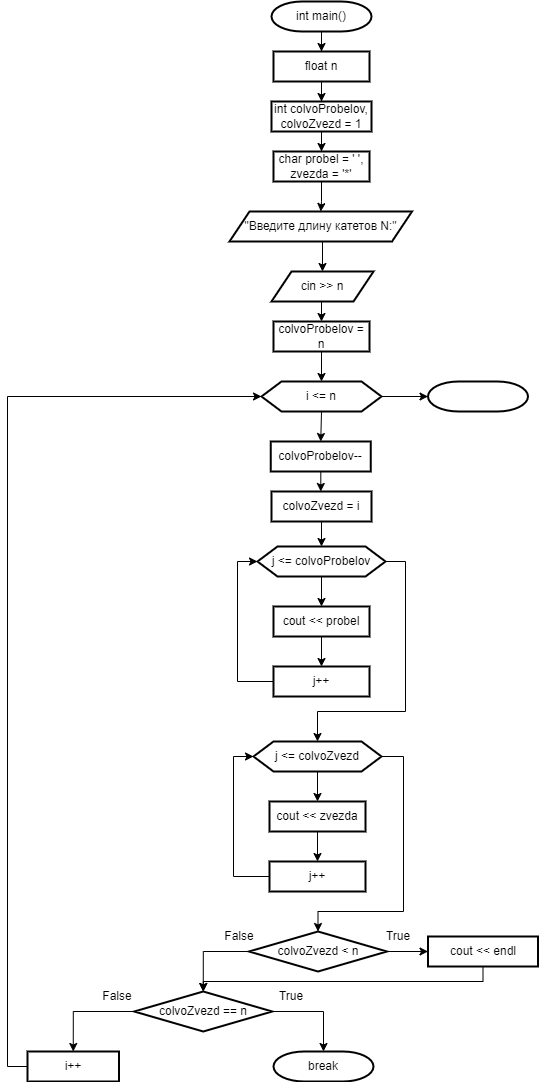 int main()
float n
int colvoProbelov,
colvoZvezd = 1
char probel = ' ',
zvezda = '*'
"Введите длину катетов N:"
cin >> n
colvoProbelov =
n
i <= n
colvoProbelov--
colvoZvezd = i
j <= colvoProbelov
cout << probel
j++
j <= colvoZvezd
cout << zvezda
j++
False
True
colvoZvezd < n
cout << endl
False
True
colvoZvezd == n
i++
break